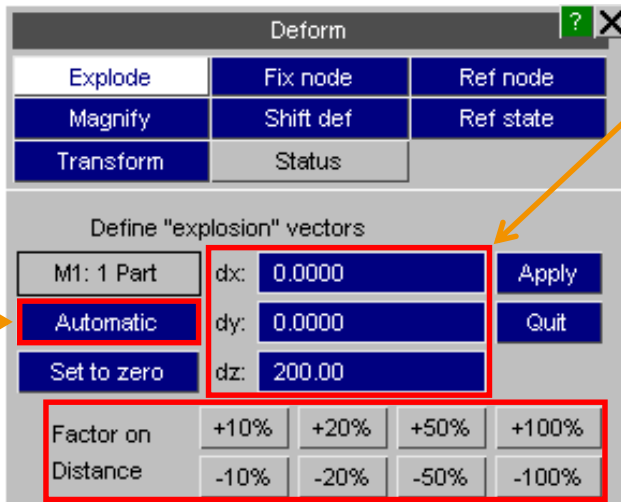 Deform ?
Explode Fix node Ref node
Magnify Shift def Ref state
Transform Status
Define "explosion" vectors
M1: 1 Part dx: 0.0000 Apply
Automatic dy: 0.0000 Quit
Set to zero dz: 200.00
Factor on Distance
+10% +20% +50% +100%
-10% -20% -50% -100%